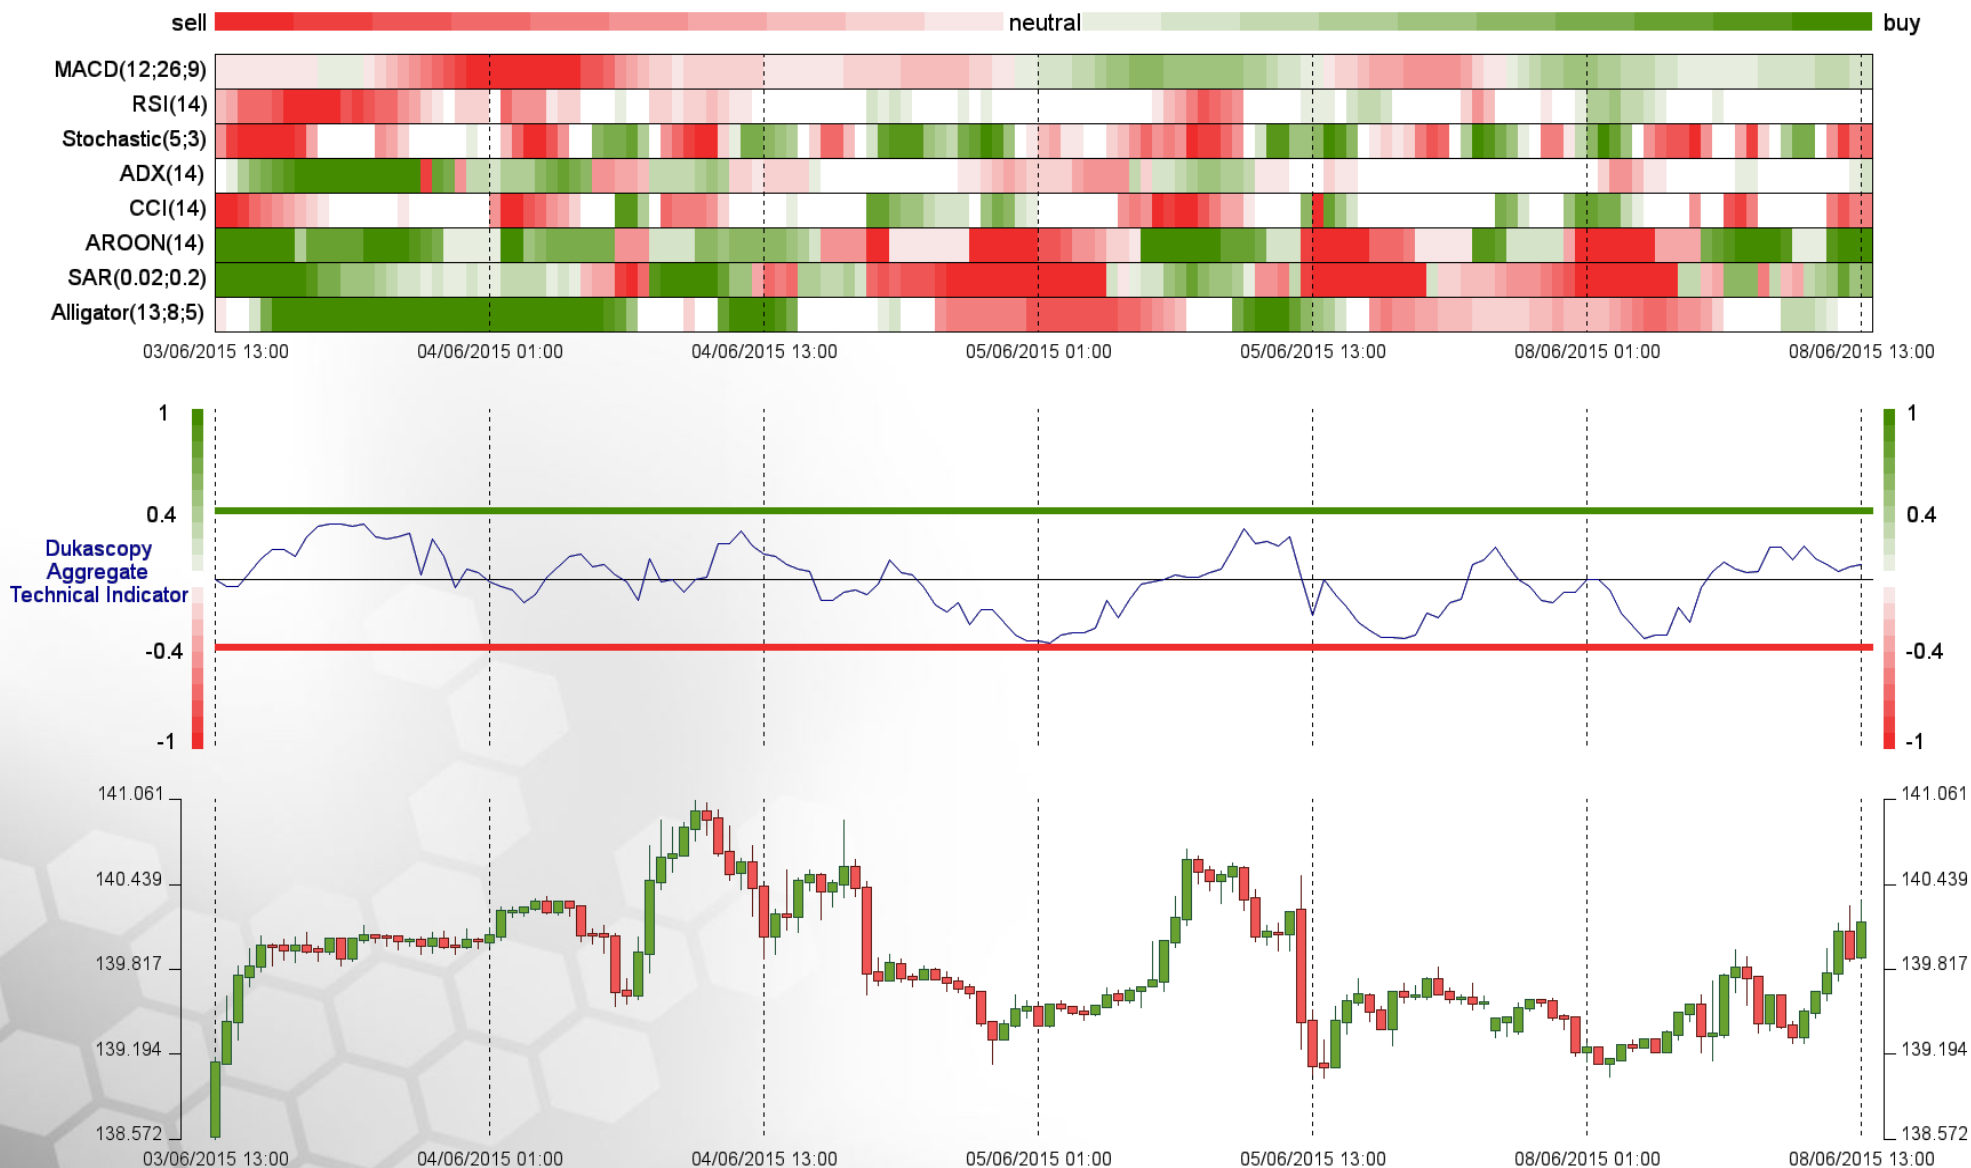 sell neutral buy
MACD(12;26;9)
RSI(14)
Stochastic(5;3)
ADX(14)
CCI(14)
AROON(14)
SAR(0.02;0.2)
Alligator(13;8;5)
03/06/2015 13:00 04/06/2015 01:00 04/06/2015 13:00 05/06/2015 01:00 05/06/2015 13:00 08/06/2015 01:00 08/06/2015 13:00
1 1
0.4 0.4
Dukascopy
Aggregate
Technical Indicator
-0.4 -0.4
-1 -1
141.061 141.061
140.439 140.439
139.817 139.817
139.194 139.194
138.572 138.572
03/06/2015 13:00 04/06/2015 01:00 04/06/2015 13:00 05/06/2015 01:00 05/06/2015 13:00 08/06/2015 01:00 08/06/2015 13:00